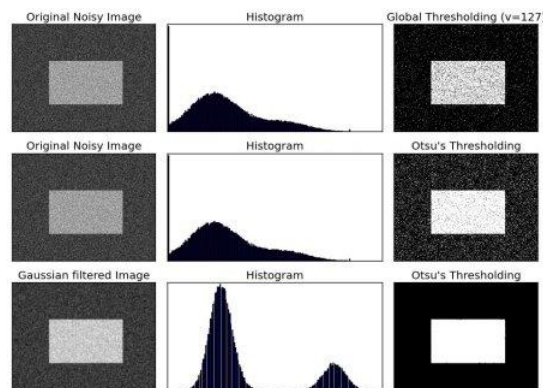 Original Noisy Image
Histogram
Global Thresholding (v=127)
Original Noisy Image
Histogram
Otsu's Thresholding
Gaussian filtered Image
Histogram
Otsu's Thresholding